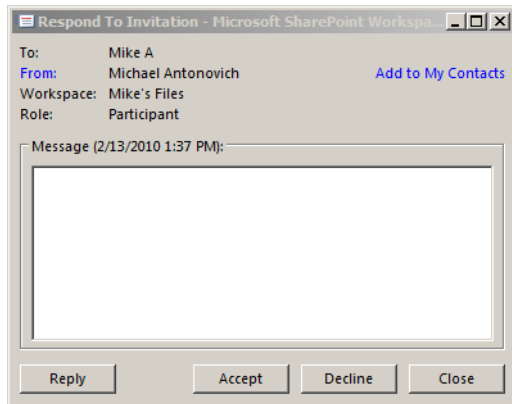 Respond To Invitation - Microsoft SharePoint Workspa...
To: Mike A
From: Michael Antonovich Add to My Contacts
Workspace: Mike's Files
Role: Participant
Message (2/13/2010 1:37 PM):
Reply Accept Decline Close